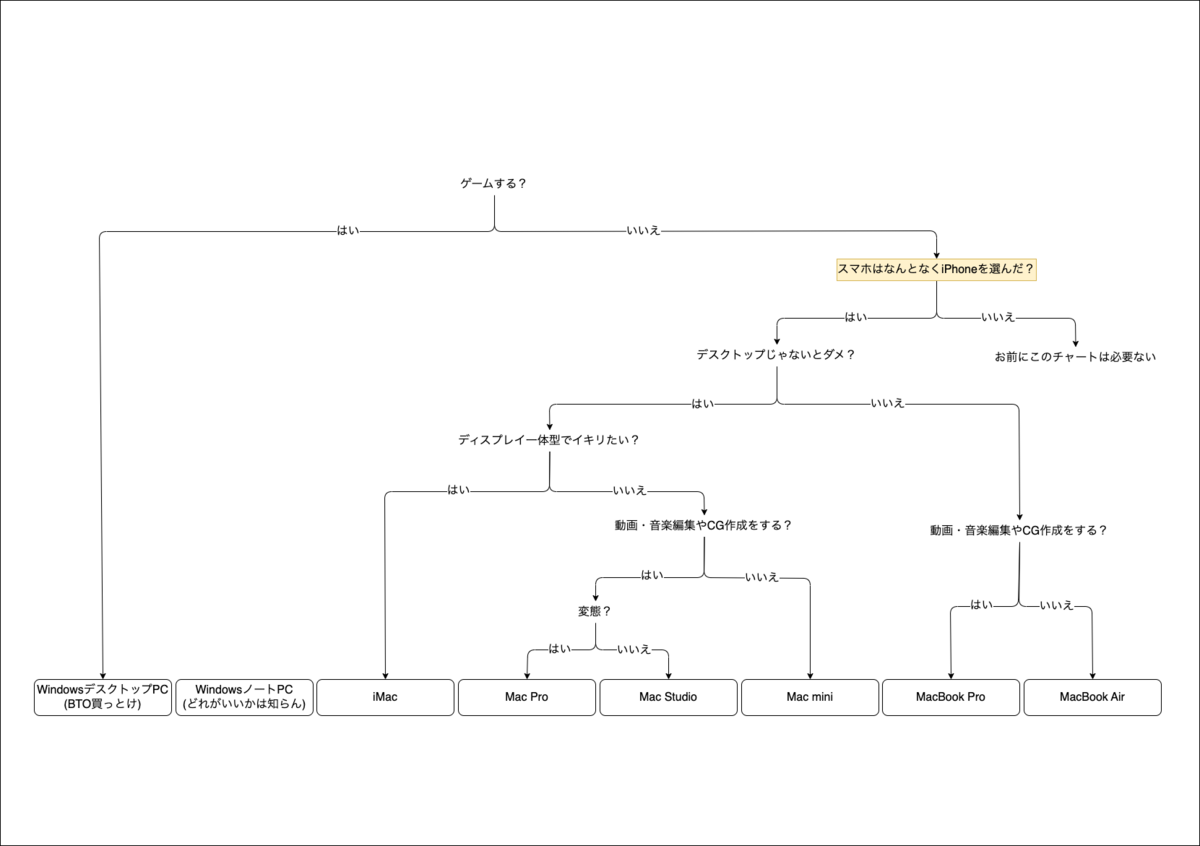 ゲームする？
はい
いいえ
スマホはなんとなくiPhoneを選んだ？
はい
いいえ
デスクトップじゃないとダメ？
お前にこのチャートは必要ない
はい
いいえ
ディスプレイ一体型でイキりたい？
はい
いいえ
動画・音楽編集やCG作成をする？
動画・音楽編集やCG作成をする？
はい
いいえ
変態？
はい
いいえ
はい
いいえ
WindowsデスクトップPC
(BTO買っとけ)
WindowsノートPC
(どれがいいかは知らん)
iMac
Mac Pro
Mac Studio
Mac mini
MacBook Pro
MacBook Air